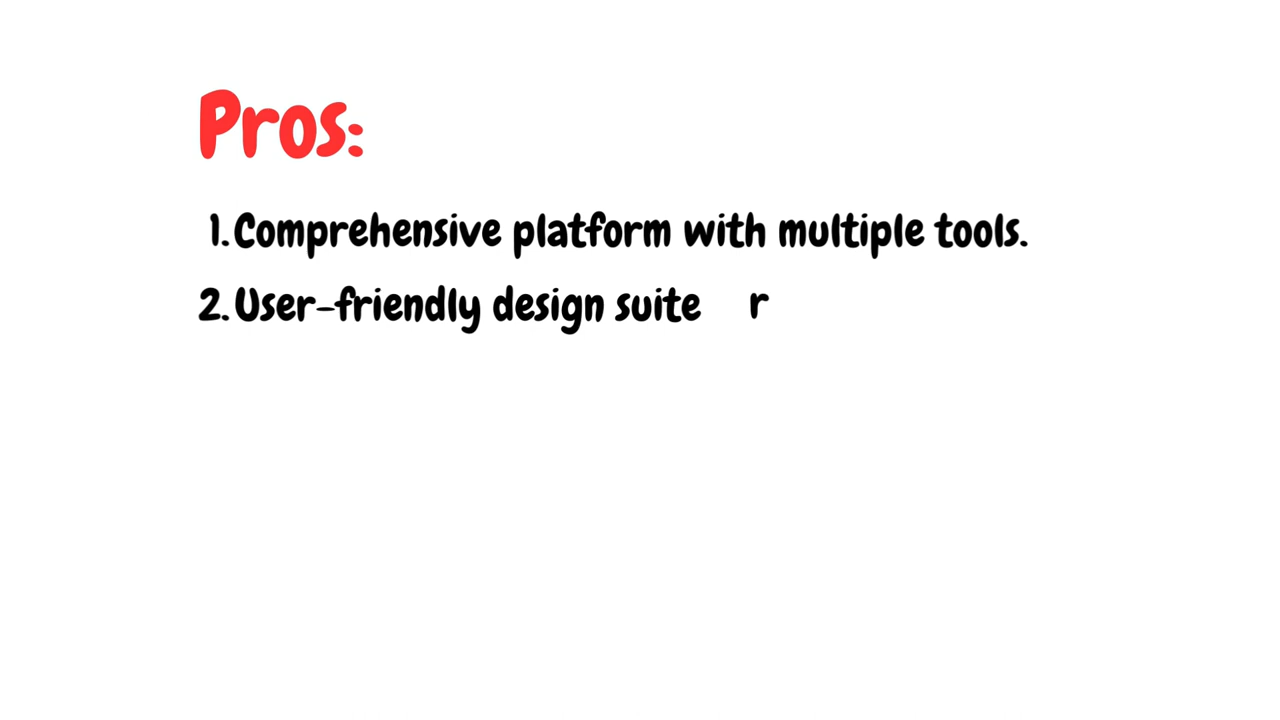 Pros:
1. Comprehensive platform with multiple tools.
2. User-friendly design suite r